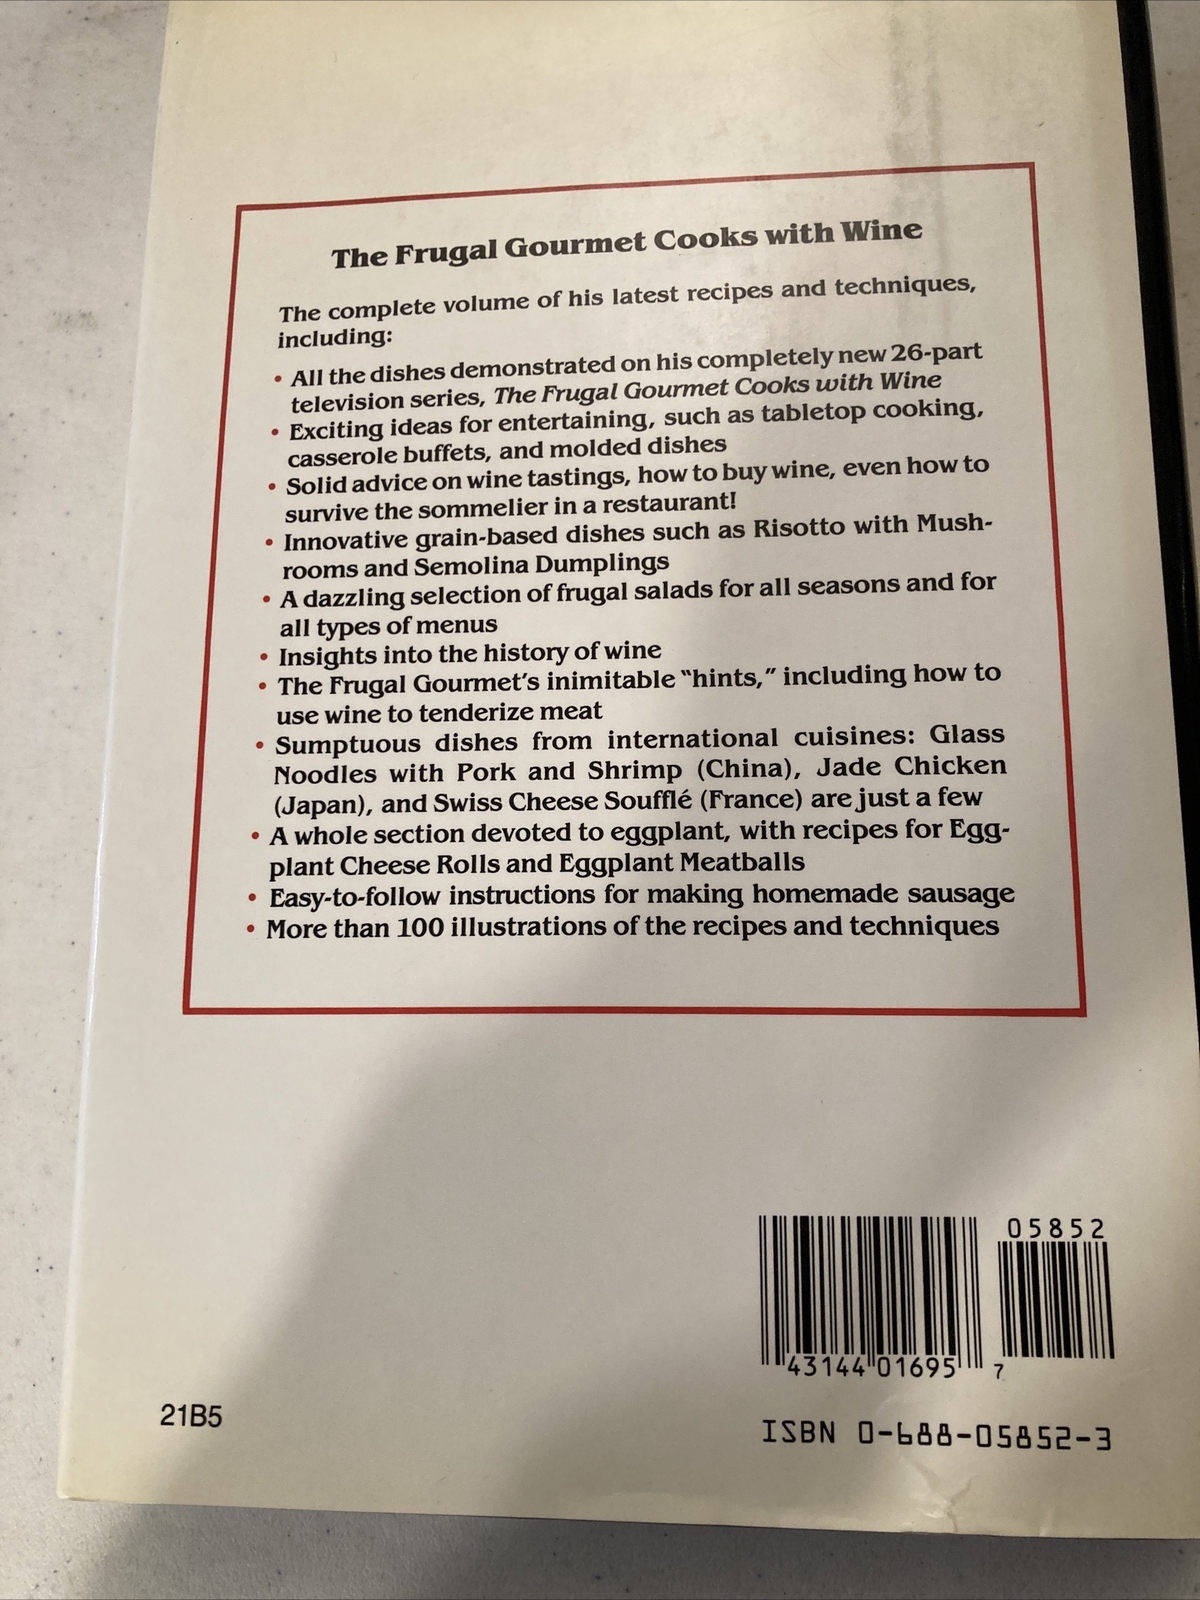 The Frugal Gourmet Cooks with Wine
The complete volume of his latest recipes and techniques,
including:
• All the dishes demonstrated on his completely new 26-part
television series, The Frugal Gourmet Cooks with Wine
• Exciting ideas for entertaining, such as tabletop cooking,
casserole buffets, and molded dishes
• Solid advice on wine tastings, how to buy wine, even how to
survive the sommelier in a restaurant!
• Innovative grain-based dishes such as Risotto with Mush-
rooms and Semolina Dumplings
• A dazzling selection of frugal salads for all seasons and for
all types of menus
• Insights into the history of wine
• The Frugal Gourmet's inimitable "hints," including how to
use wine to tenderize meat
• Sumptuous dishes from international cuisines: Glass
Noodles with Pork and Shrimp (China), Jade Chicken
(Japan), and Swiss Cheese Soufflé (France) are just a few
• A whole section devoted to eggplant, with recipes for Egg-
plant Cheese Rolls and Eggplant Meatballs
• Easy-to-follow instructions for making homemade sausage
• More than 100 illustrations of the recipes and techniques
05852
43144 01695 7
21B5
ISBN 0-688-05852-3